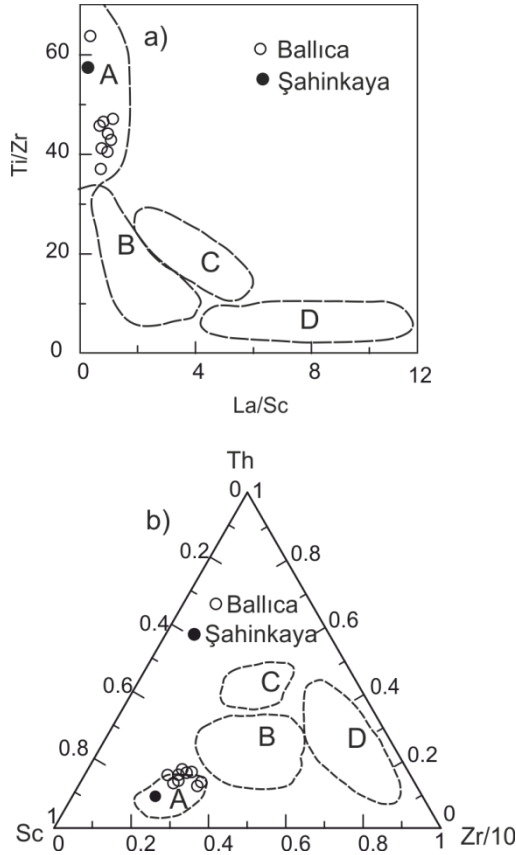 a)
60
40
20
0
Ti/Zr
A
B
C
D
Ballıca
Şahinkaya
0 4 8 12
La/Sc
Th
b)
0 1
0.2 0.8
Ballıca
0.4 Şahinkaya 0.6
0.6 C 0.4
0.8 B D 0.2
A
1 0
Sc 0 0.2 0.4 0.6 0.8 1 Zr/10